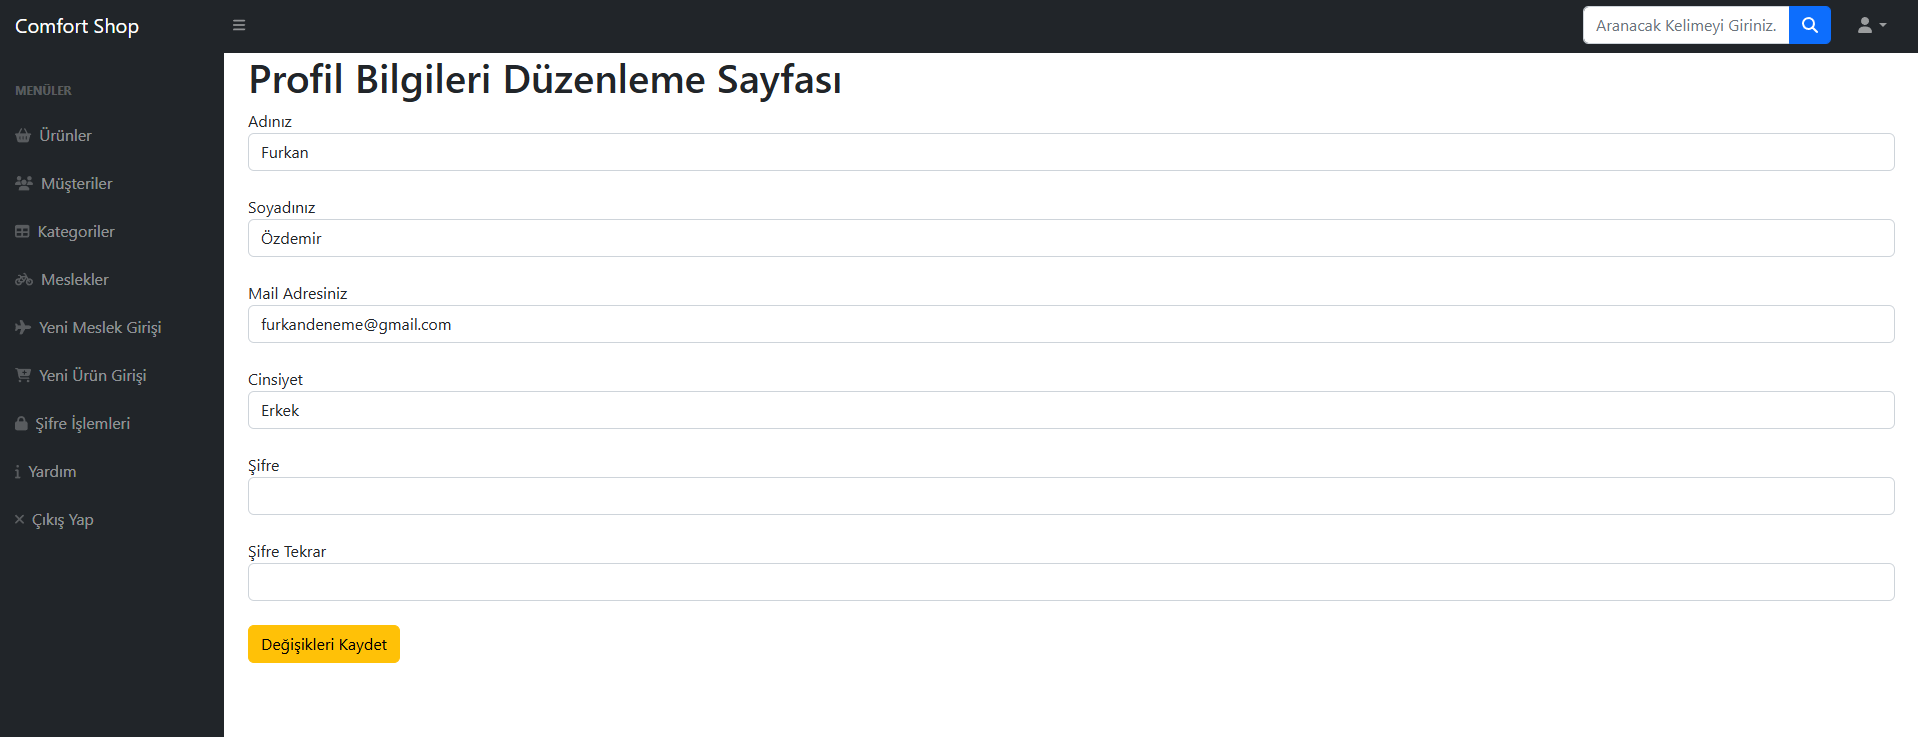 Comfort Shop
Aranacak Kelimeyi Giriniz.
MENÜLER
Ürünler
Müşteriler
Kategoriler
Meslekler
Yeni Meslek Girişi
Yeni Ürün Girişi
Şifre İşlemleri
Yardım
Çıkış Yap
Profil Bilgileri Düzenleme Sayfası
Adınız
Furkan
Soyadınız
Özdemir
Mail Adresiniz
furkandeneme@gmail.com
Cinsiyet
Erkek
Şifre
Şifre Tekrar
Değişikleri Kaydet